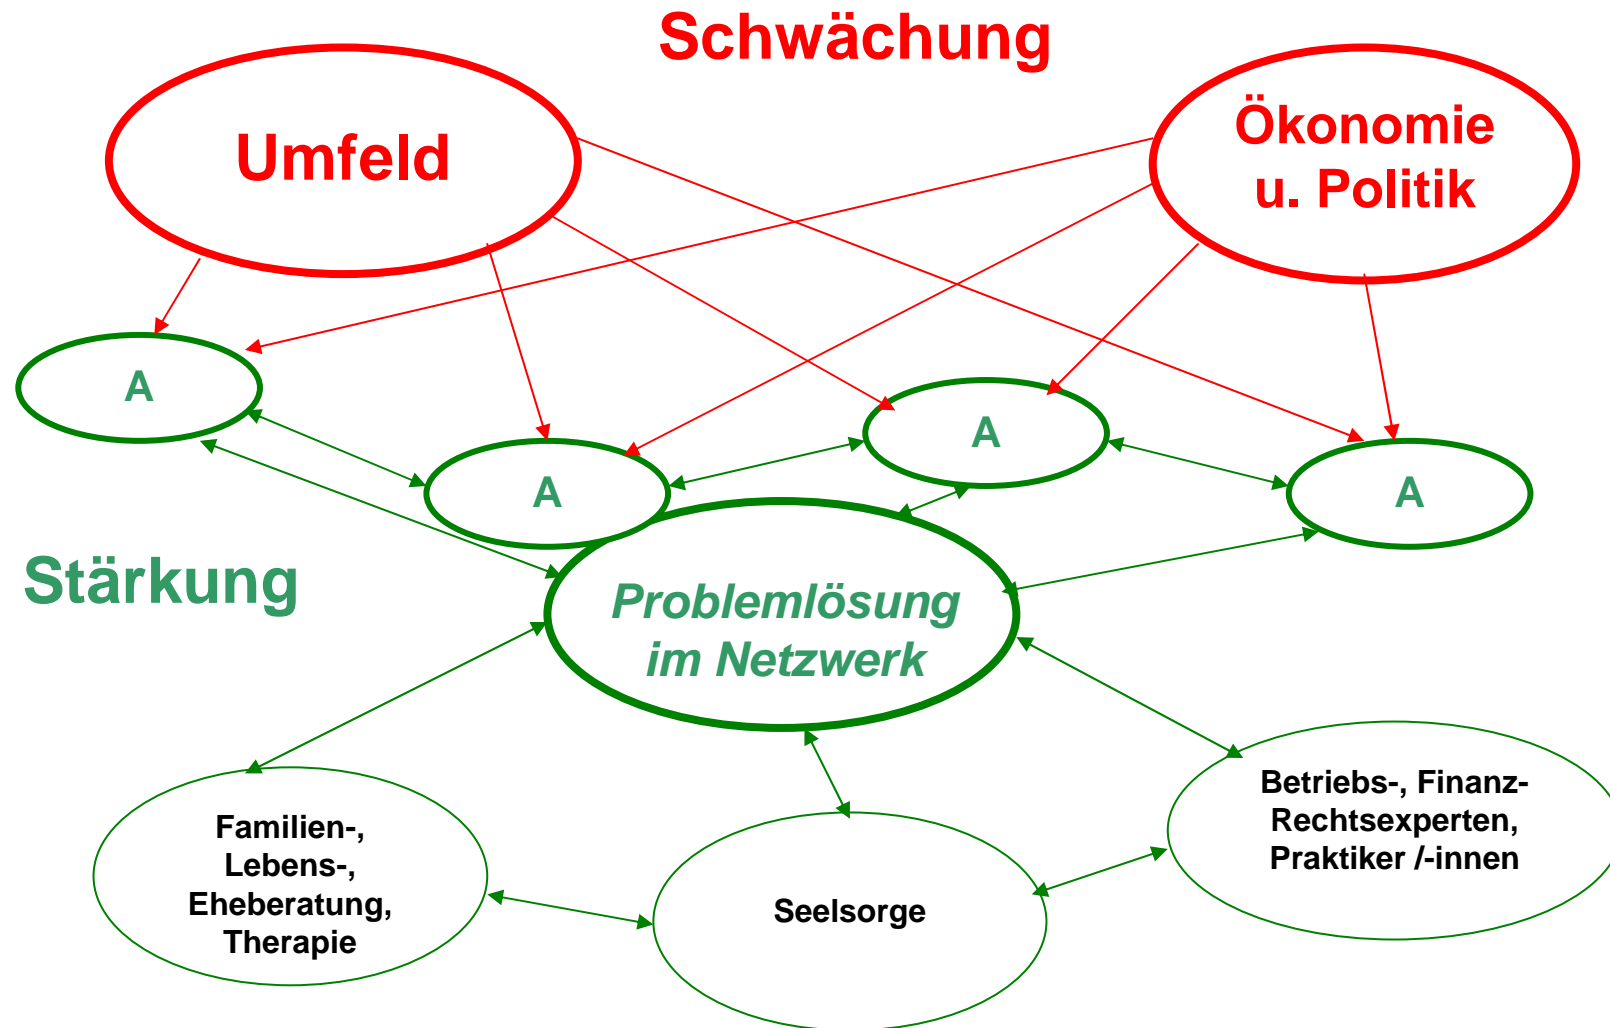 Schwächung
Umfeld
Ökonomie
u. Politik
A
A
A
A
Stärkung
Problemlösung
im Netzwerk
Familien-,
Lebens-,
Eheberatung,
Therapie
Seelsorge
Betriebs-, Finanz-
Rechtsexperten,
Praktiker /-innen